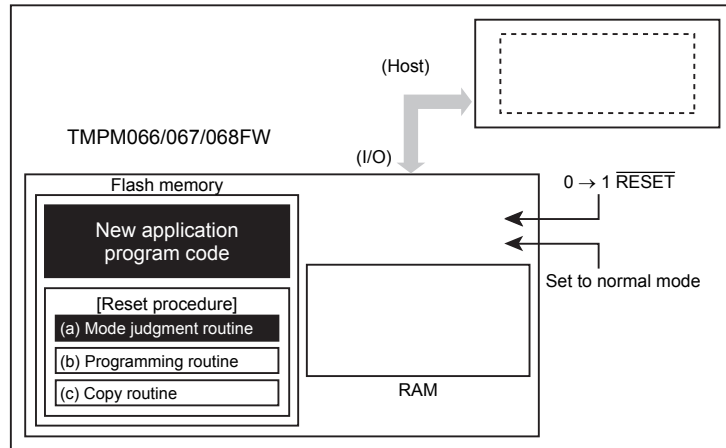 (Host)
TMPM066/067/068FW
(I/O)
Flash memory
0 → 1 RESET
New application
program code
Set to normal mode
[Reset procedure]
(a) Mode judgment routine
(b) Programming routine
(c) Copy routine
RAM